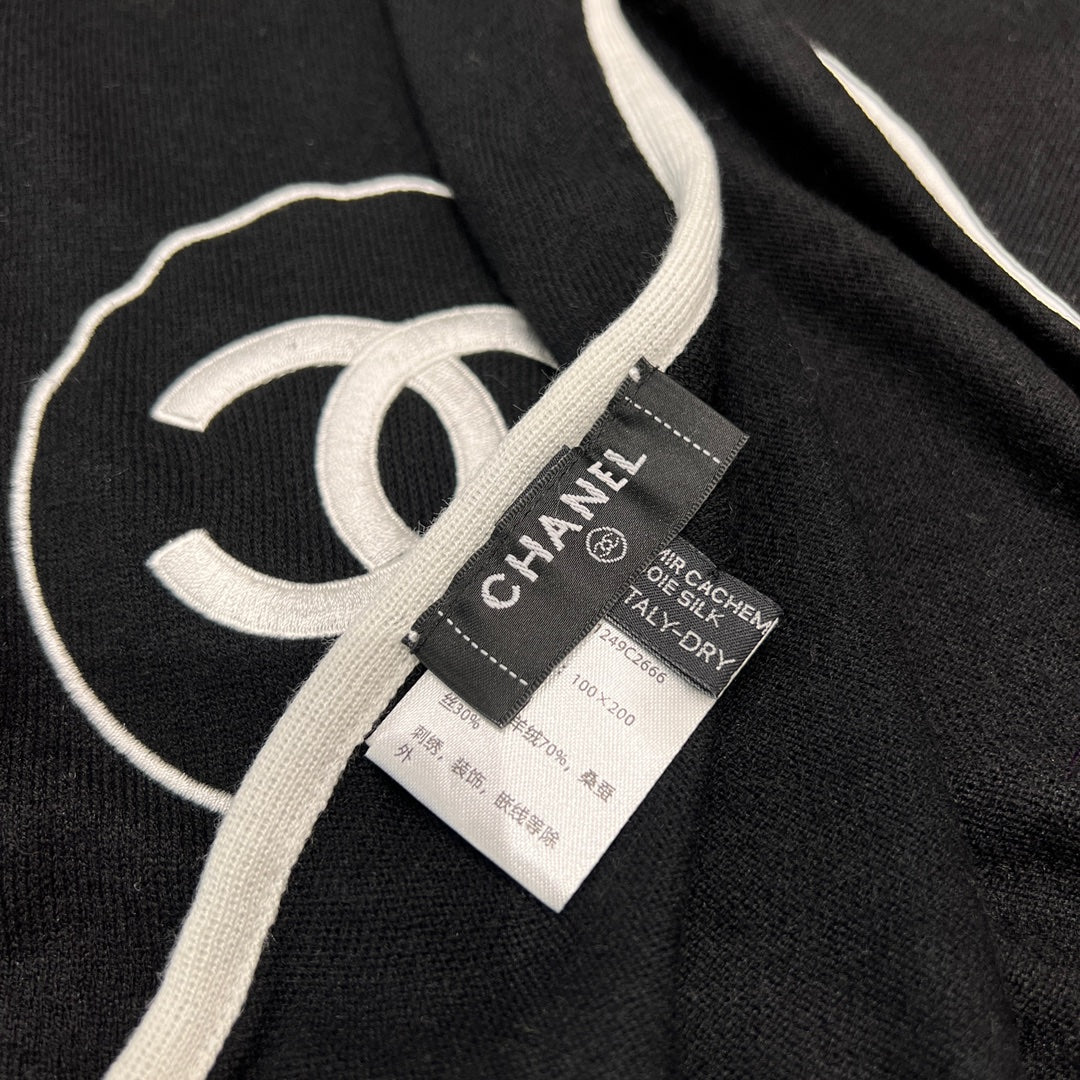 CHANEL
MIR CACHEM
OIE SILK
TALY-DRY
1249C2666
100×200
羊绒70%，桑蚕
丝30%
刺绣，装饰，嵌线等除
外